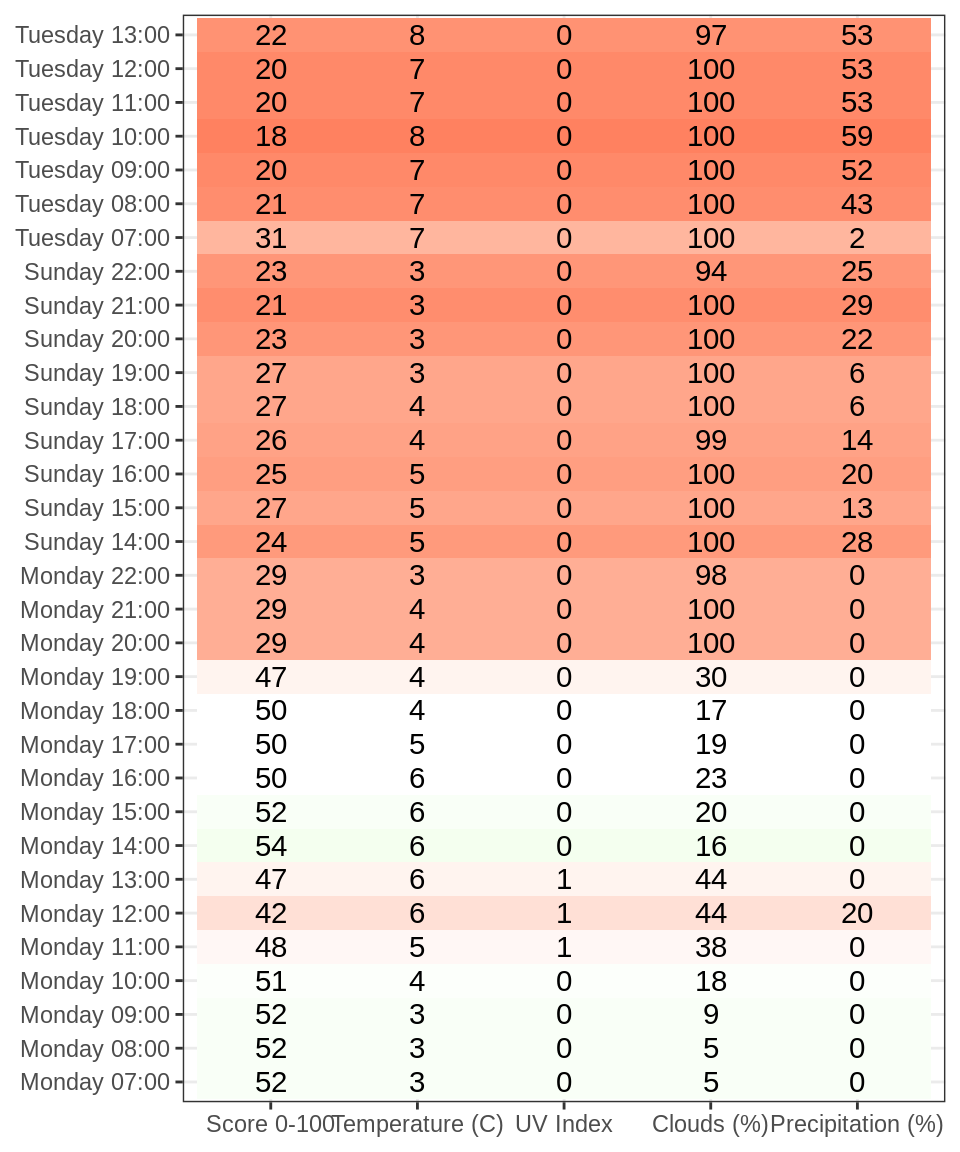 Tuesday 13:00 22 8 0 97 53
Tuesday 12:00 20 7 0 100 53
Tuesday 11:00 20 7 0 100 53
Tuesday 10:00 18 8 0 100 59
Tuesday 09:00 20 7 0 100 52
Tuesday 08:00 21 7 0 100 43
Tuesday 07:00 31 7 0 100 2
Sunday 22:00 23 3 0 94 25
Sunday 21:00 21 3 0 100 29
Sunday 20:00 23 3 0 100 22
Sunday 19:00 27 3 0 100 6
Sunday 18:00 27 4 0 100 6
Sunday 17:00 26 4 0 99 14
Sunday 16:00 25 5 0 100 20
Sunday 15:00 27 5 0 100 13
Sunday 14:00 24 5 0 100 28
Monday 22:00 29 3 0 98 0
Monday 21:00 29 4 0 100 0
Monday 20:00 29 4 0 100 0
Monday 19:00 47 4 0 30 0
Monday 18:00 50 4 0 17 0
Monday 17:00 50 5 0 19 0
Monday 16:00 50 6 0 23 0
Monday 15:00 52 6 0 20 0
Monday 14:00 54 6 0 16 0
Monday 13:00 47 6 1 44 0
Monday 12:00 42 6 1 44 20
Monday 11:00 48 5 1 38 0
Monday 10:00 51 4 0 18 0
Monday 09:00 52 3 0 9 0
Monday 08:00 52 3 0 5 0
Monday 07:00 52 3 0 5 0
Score 0-100 Temperature (C) UV Index Clouds (%) Precipitation (%)